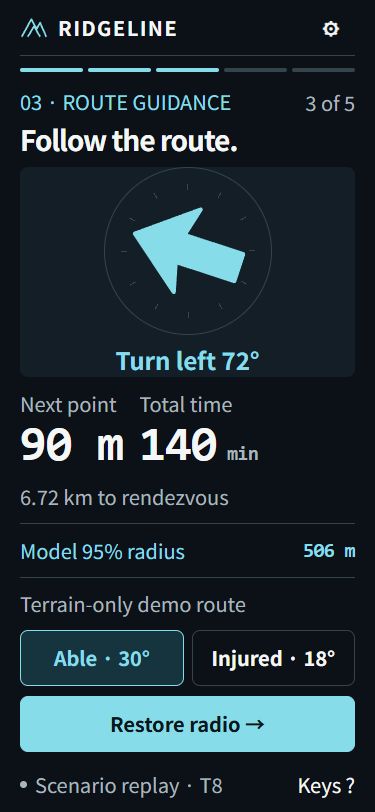 RIDGELINE
03 · ROUTE GUIDANCE 3 of 5
Follow the route.
Turn left 72°
Next point Total time
90 m 140 min
6.72 km to rendezvous
Model 95% radius 506 m
Terrain-only demo route
Able · 30° Injured · 18°
Restore radio →
• Scenario replay · T8 Keys ?